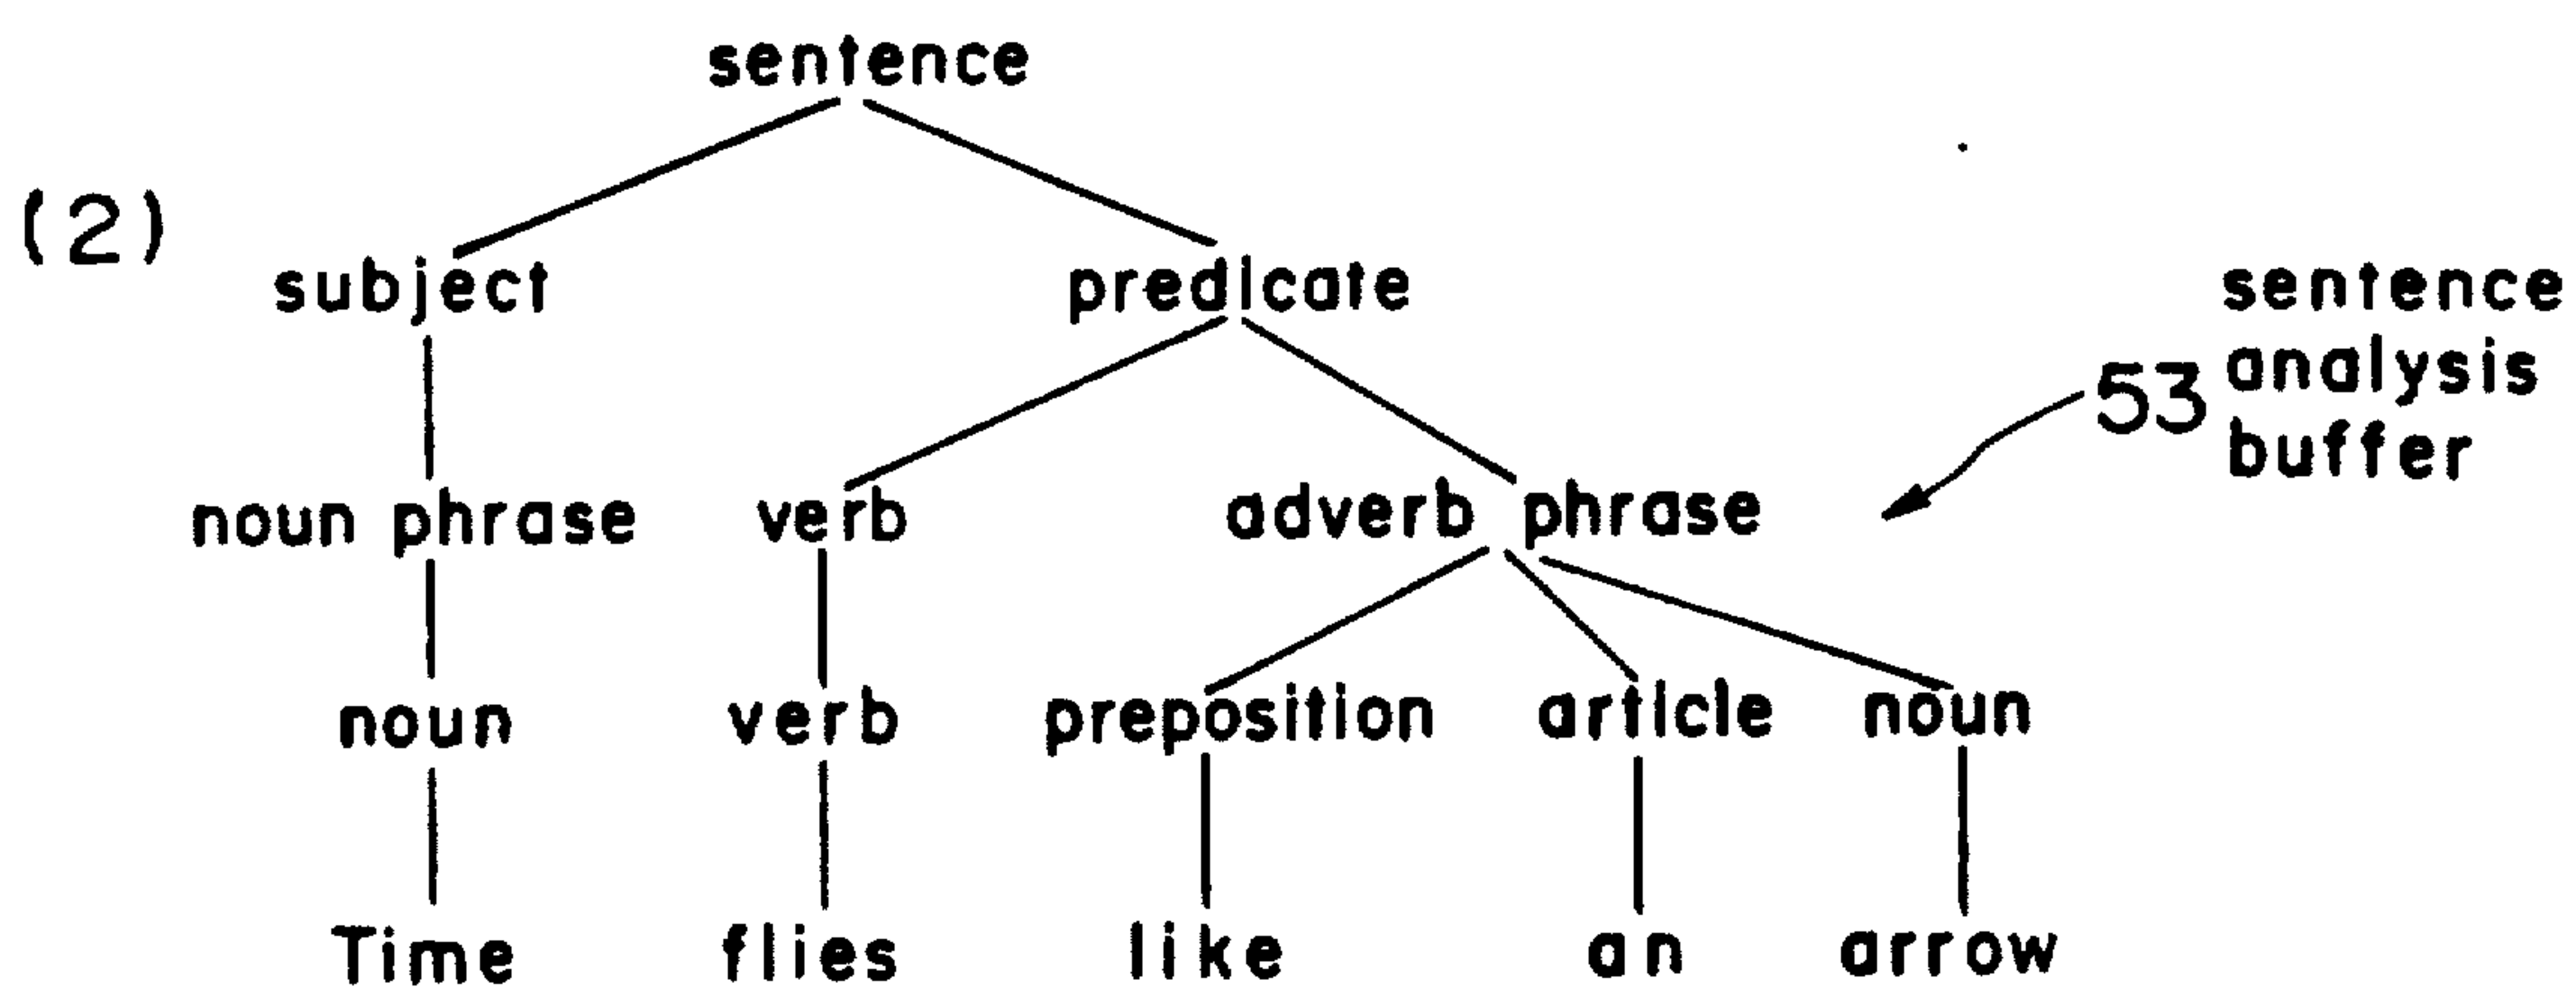 sentence
(2)
subject predicate
sentence
analysis
53
buffer
noun phrase verb adverb phrase
noun verb preposition article noun
Time flies like an arrow